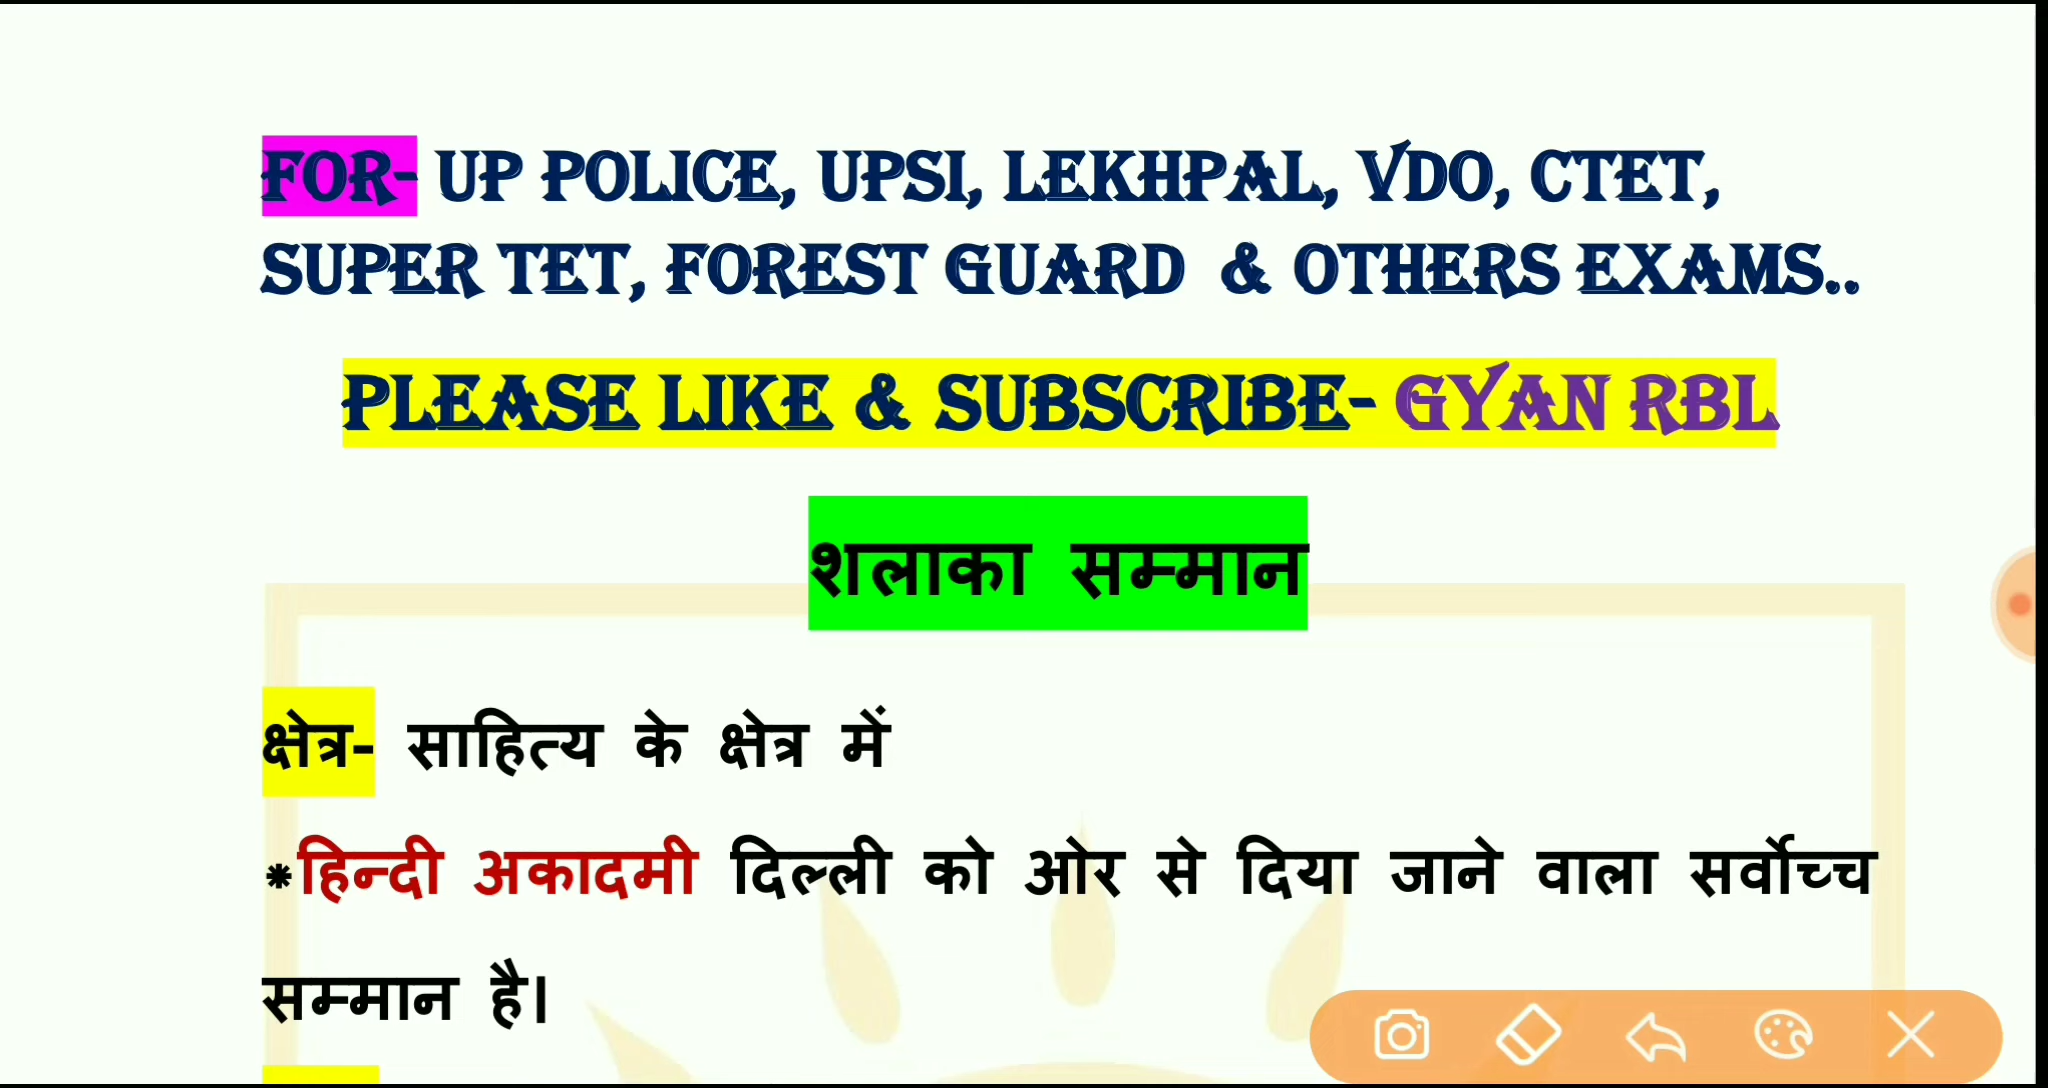 FOR- UP POLICE, UPSI, LEKHPAL, VDO, CTET,
SUPER TET, FOREST GUARD & OTHERS EXAMS..
PLEASE LIKE & SUBSCRIBE- GYAN RBL
शलाका सम्मान
क्षेत्र- साहित्य के क्षेत्र में
*हिन्दी अकादमी दिल्ली को ओर से दिया जाने वाला सर्वोच्च
सम्मान है।